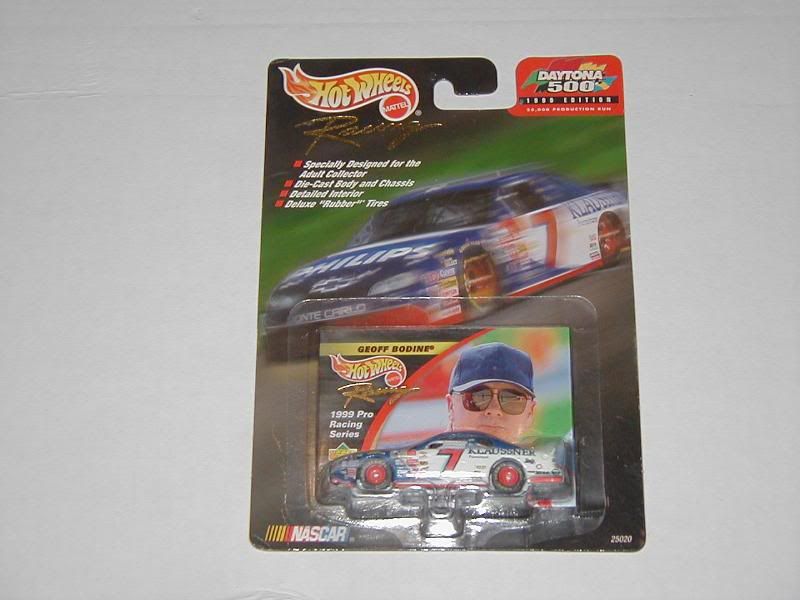 HOT WHEELS
MATTEL
Racing
DAYTONA
500
1999 EDITION
25,000 PRODUCTION RUN
Specially Designed for the
Adult Collector
Die-Cast Body and Chassis
Detailed Interior
Deluxe "Rubber" Tires
KLAUSSNER
7
PHILIPS
MONTE CARLO
GEOFF BODINE®
HOT WHEELS
Racing
1999 Pro
Racing
Series
7
KLAUSSNER
NASCAR
25020